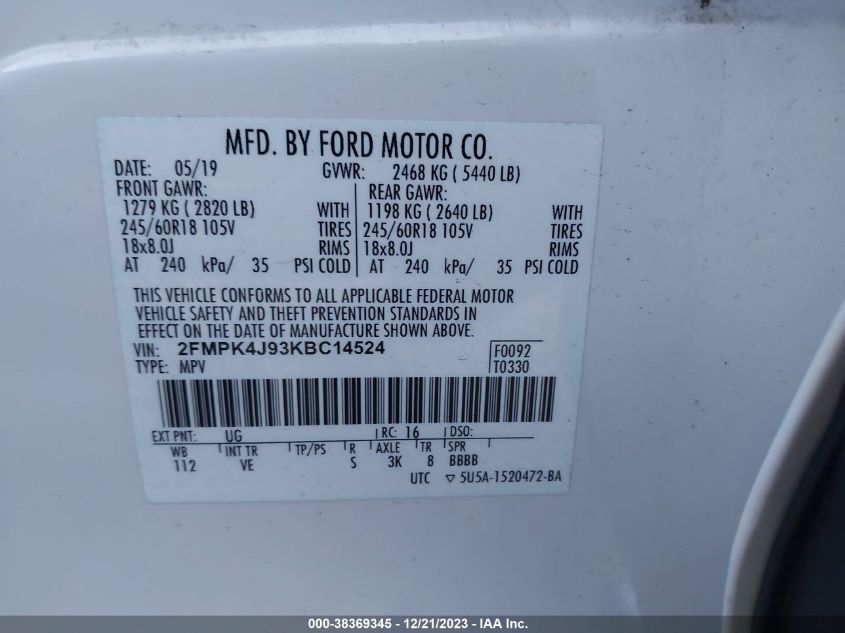 MFD. BY FORD MOTOR CO.
DATE: 05/19 GVWR: 2468 KG ( 5440 LB)
FRONT GAWR: REAR GAWR:
1279 KG ( 2820 LB) WITH 1198 KG ( 2640 LB) WITH
245/60R18 105V TIRES 245/60R18 105V TIRES
18x8.0J RIMS 18x8.0J RIMS
AT 240 kPa/ 35 PSI COLD AT 240 kPa/ 35 PSI COLD
THIS VEHICLE CONFORMS TO ALL APPLICABLE FEDERAL MOTOR
VEHICLE SAFETY AND THEFT PREVENTION STANDARDS IN
EFFECT ON THE DATE OF MANUFACTURE SHOWN ABOVE.
VIN: 2FMPK4J93KBC14524 F0092
TYPE: MPV T0330
EXT PNT: UG RC: 16 DSO:
WB INT TR TP/PS R AXLE TR SPR
112 VE S 3K 8 BBBB
UTC ▽ 5U5A-1520472-BA
000-38369345 - 12/21/2023 - IAA Inc.